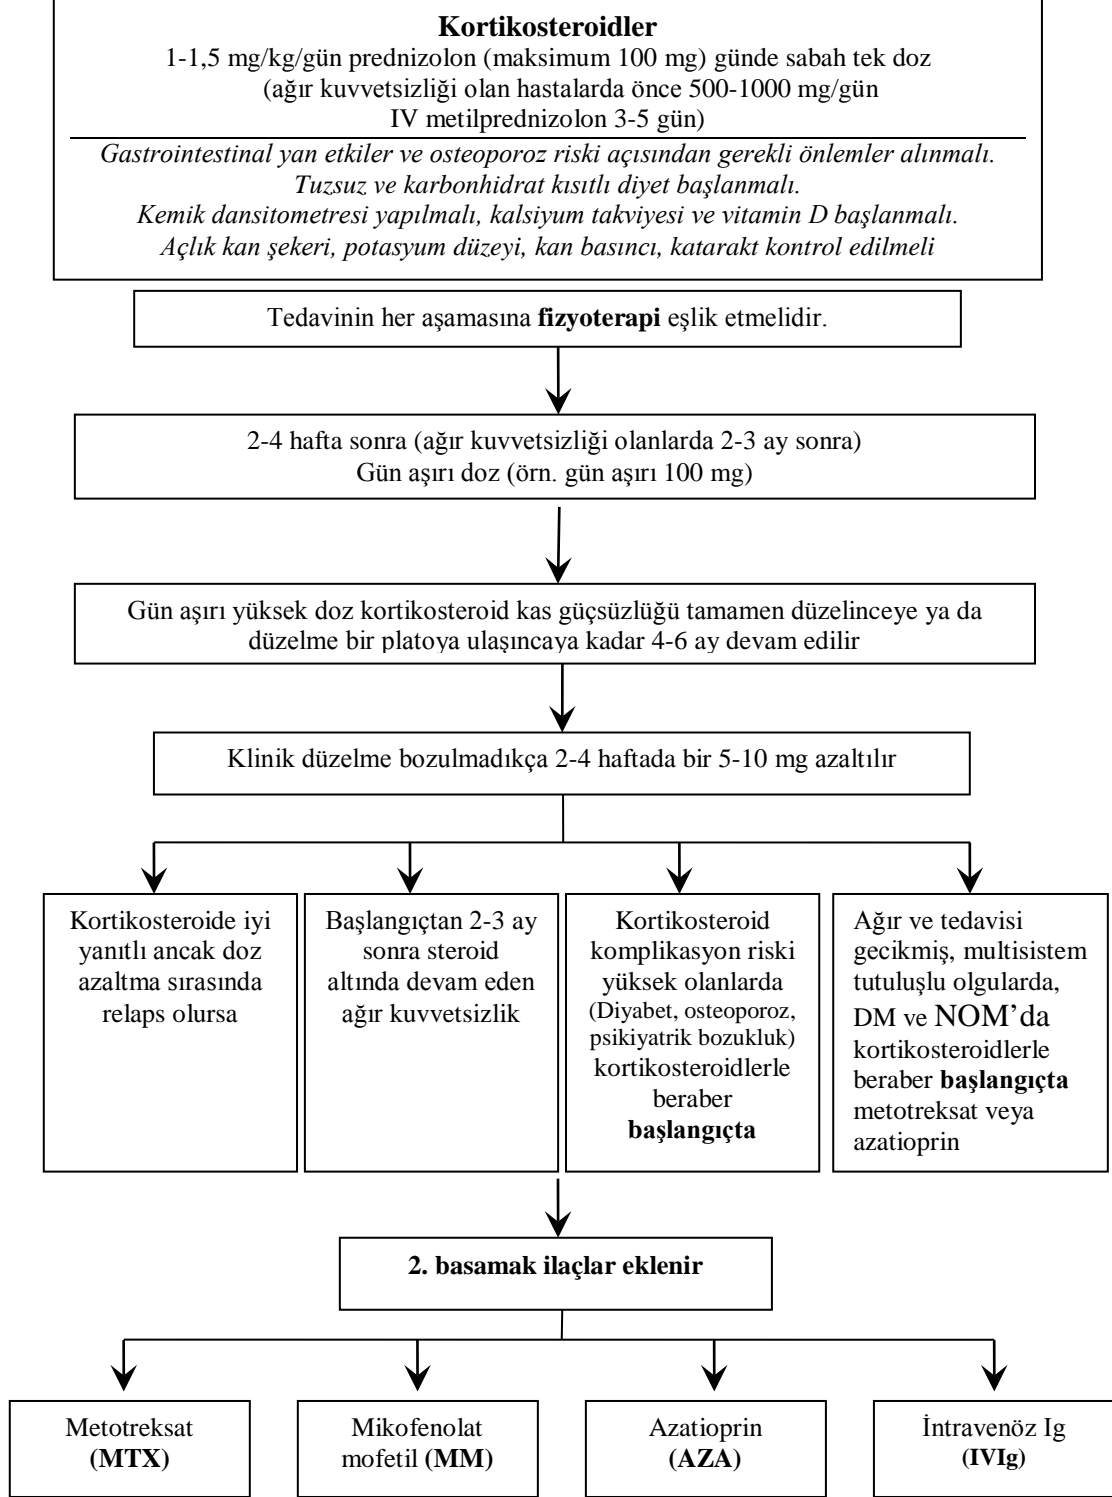 Kortikosteroidler
1-1,5 mg/kg/gün prednizolon (maksimum 100 mg) günde sabah tek doz
(ağır kuvvetsizliği olan hastalarda önce 500-1000 mg/gün
IV metilprednizolon 3-5 gün)
Gastrointestinal yan etkiler ve osteoporoz riski açısından gerekli önlemler alınmalı.
Tuzsuz ve karbonhidrat kısıtlı diyet başlanmalı.
Kemik dansitometresi yapılmalı, kalsiyum takviyesi ve vitamin D başlanmalı.
Açlık kan şekeri, potasyum düzeyi, kan basıncı, katarakt kontrol edilmeli
Tedavinin her aşamasına fizyoterapi eşlik etmelidir.
2-4 hafta sonra (ağır kuvvetsizliği olanlarda 2-3 ay sonra)
Gün aşırı doz (örn. gün aşırı 100 mg)
Gün aşırı yüksek doz kortikosteroid kas güçsüzlüğü tamamen düzelinceye ya da
düzelme bir platoya ulaşıncaya kadar 4-6 ay devam edilir
Klinik düzelme bozulmadıkça 2-4 haftada bir 5-10 mg azaltılır
Kortikosteroide iyi
yanıtlı ancak doz
azaltma sırasında
relaps olursa
Başlangıçtan 2-3 ay
sonra steroid
altında devam eden
ağır kuvvetsizlik
Kortikosteroid
komplikasyon riski
yüksek olanlarda
(Diyabet, osteoporoz,
psikiyatrik bozukluk)
kortikosteroidlerle
beraber
başlangıçta
Ağır ve tedavisi
gecikmiş, multisistem
tutuluşlu olgularda,
DM ve NOM’da
kortikosteroidlerle
beraber başlangıçta
metotreksat veya
azatioprin
2. basamak ilaçlar eklenir
Metotreksat
(MTX)
Mikofenolat
mofetil (MM)
Azatioprin
(AZA)
İntravenöz Ig
(IVIg)